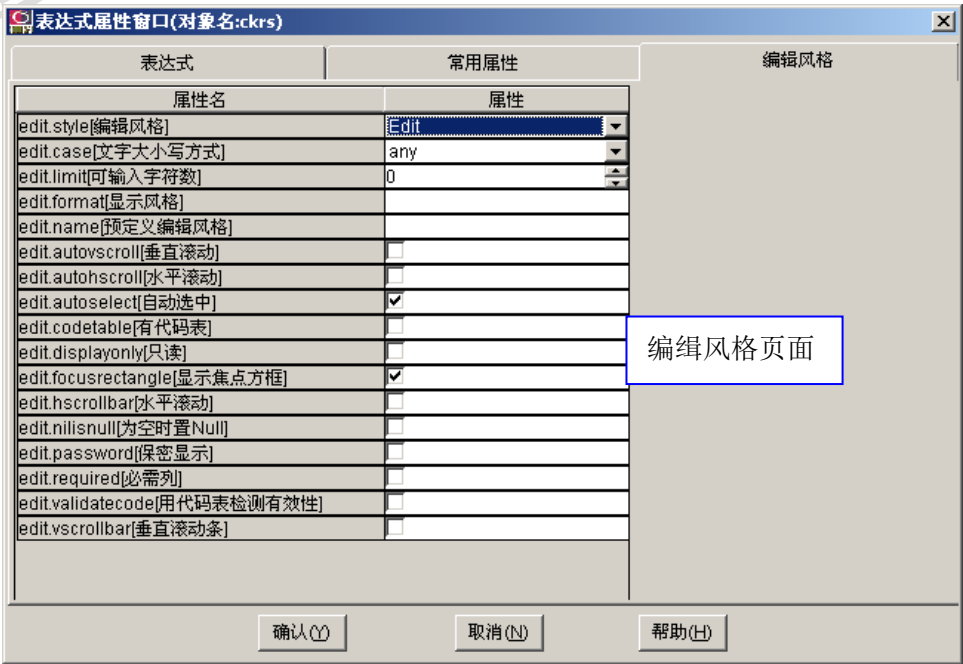 表达式属性窗口(对象名:ckrs)
表达式 常用属性 编辑风格
属性名 属性
edit.style[编辑风格] Edit
edit.case[文字大小写方式] any
edit.limit[可输入字符数] 0
edit.format[显示风格]
edit.name[预定义编辑风格]
edit.autovscroll[垂直滚动]
edit.autohscroll[水平滚动]
edit.autoselect[自动选中]
edit.codetable[有代码表]
edit.displayonly[只读]
edit.focusrectangle[显示焦点方框]
edit.hscrollbar[水平滚动]
edit.nilisnull[为空时置Null]
edit.password[保密显示]
edit.required[必需列]
edit.validatecode[用代码表检测有效性]
edit.vscrollbar[垂直滚动条]
编缉风格页面
确认(Y) 取消(N) 帮助(H)